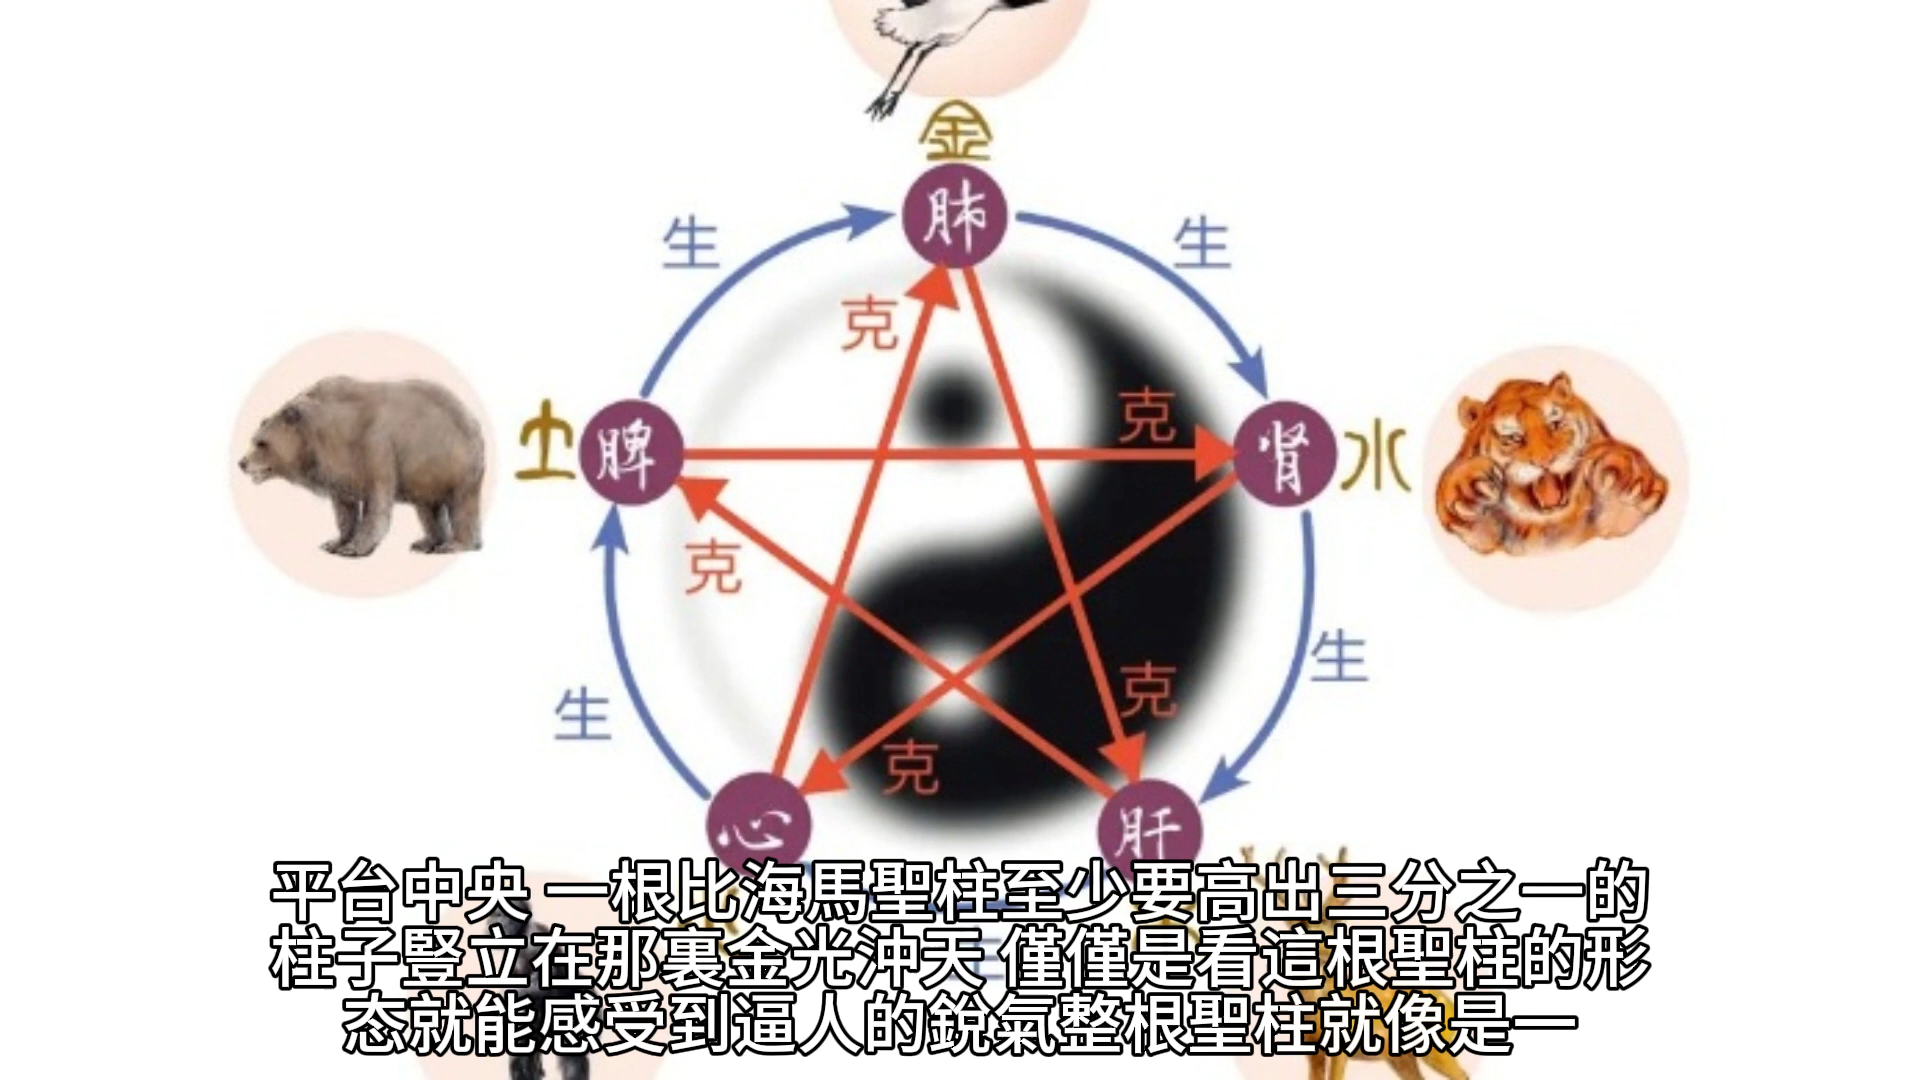 金
肺
生
生
克
克
土
脾
肾
水
克
生
克
生
克
心
肝
平台中央 一根比海馬聖柱至少要高出三分之一的
柱子豎立在那裏金光沖天 僅僅是看這根聖柱的形
态就能感受到逼人的銳氣整根聖柱就像是一